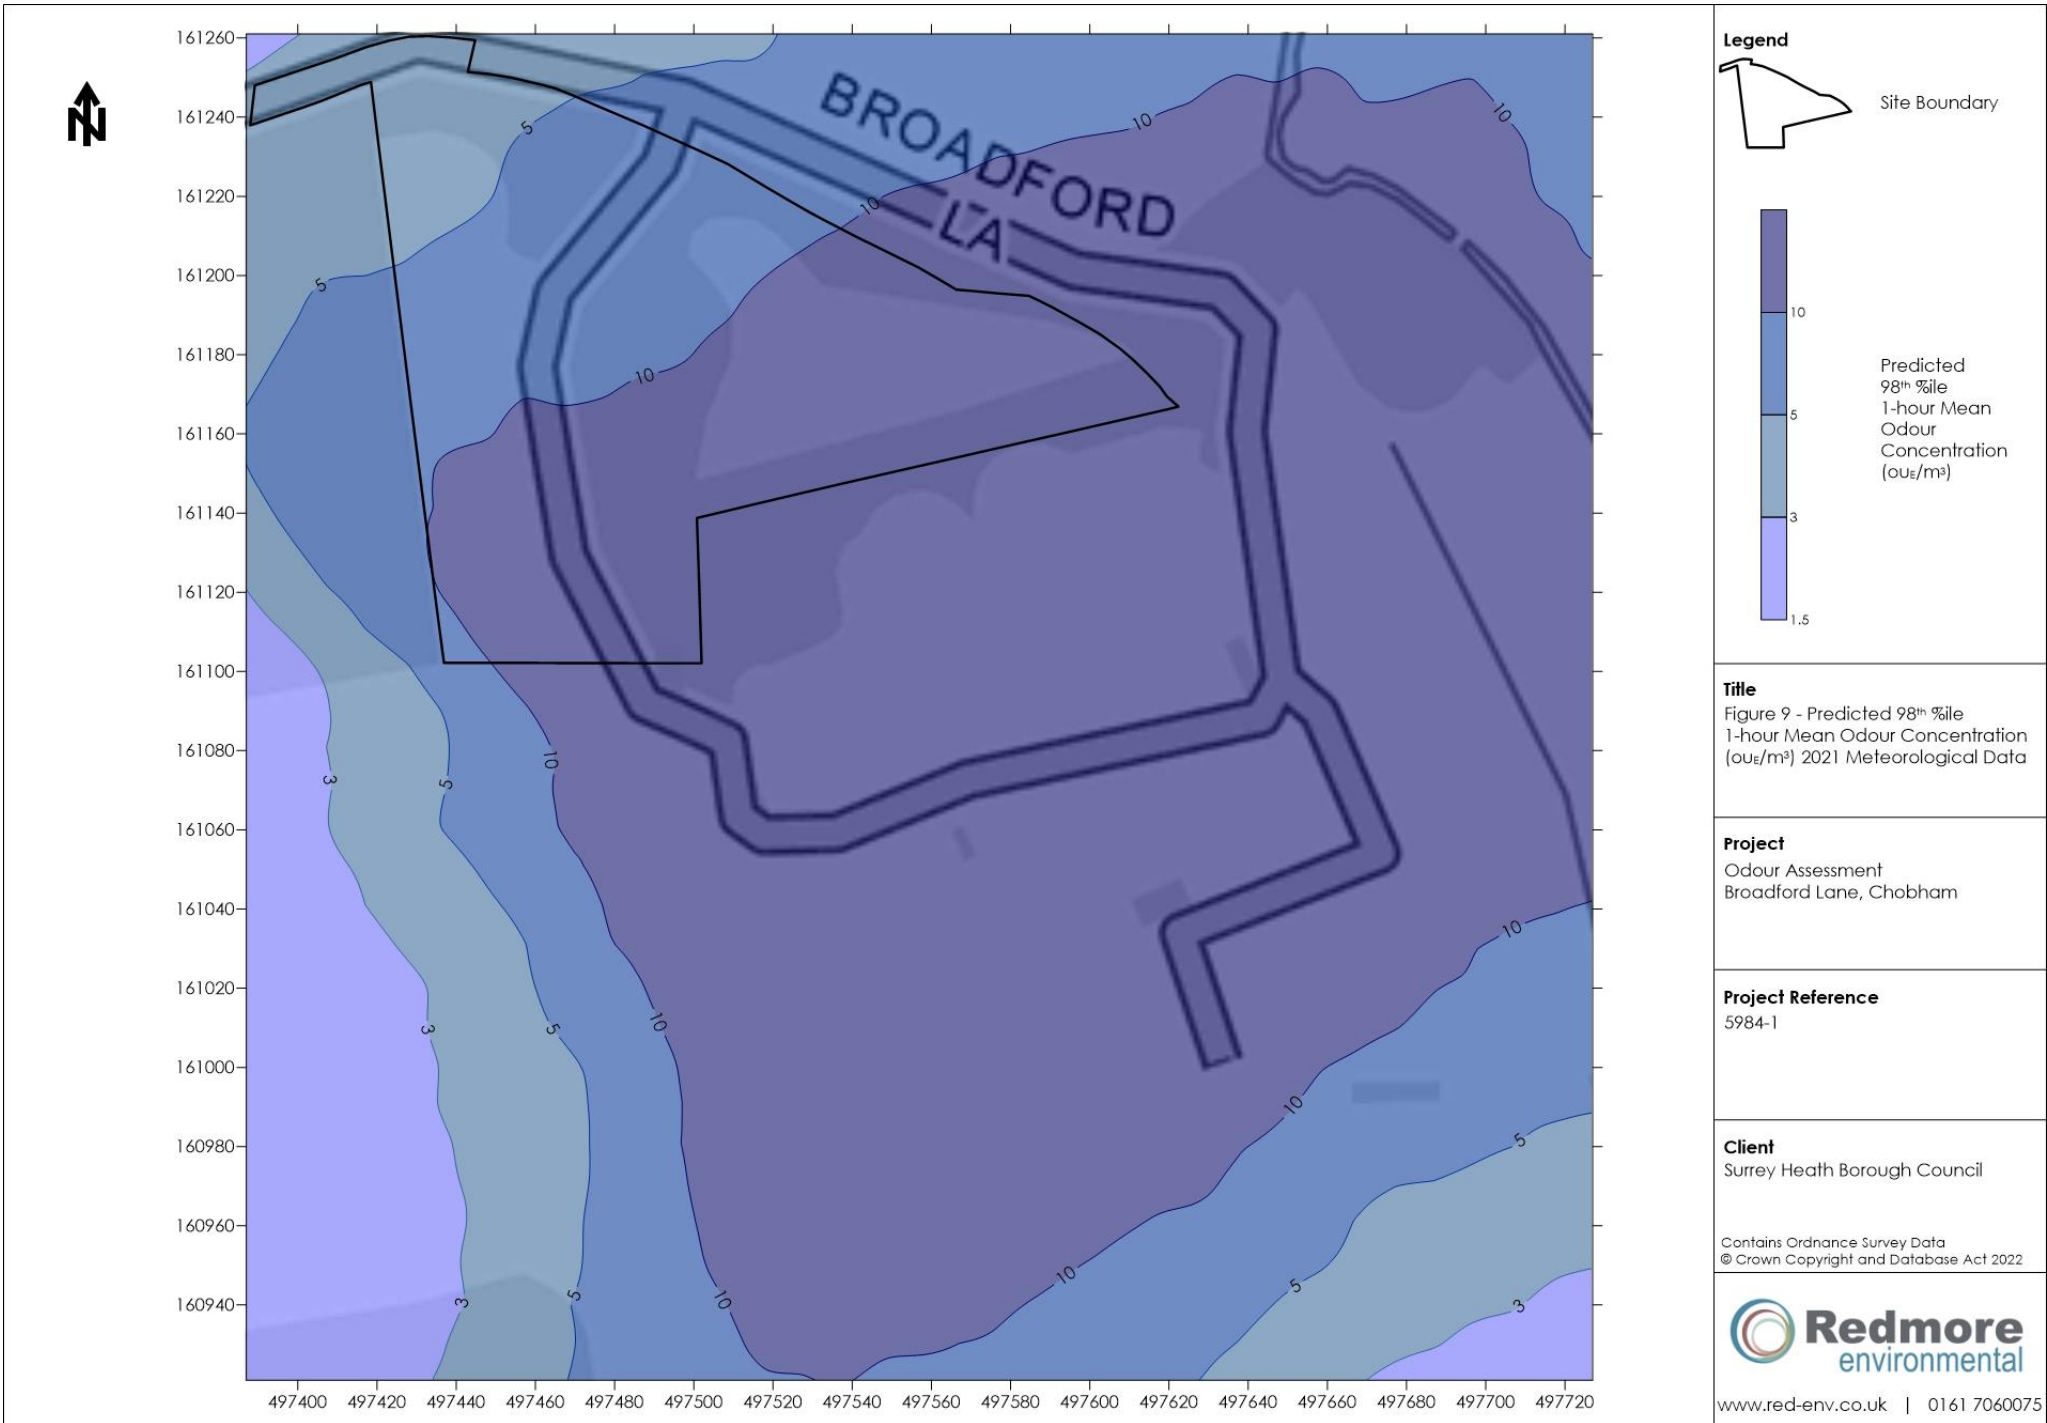 161260
161240
161220
161200
161180
161160
161140
161120
161100
161080
161060
161040
161020
161000
160980
160960
160940
497400 497420 497440 497460 497480 497500 497520 497540 497560 497580 497600 497620 497640 497660 497680 497700 497720
N
BROADFORD
LA
5
10
10
10
5
10
10
3
5
10
3
5
10
3
5
10
10
10
10
5
5
3
Legend
Site Boundary
10
5
3
1.5
Predicted
98th %ile
1-hour Mean
Odour
Concentration
(ouE/m³)
Title
Figure 9 - Predicted 98th %ile
1-hour Mean Odour Concentration
(ouE/m³) 2021 Meteorological Data
Project
Odour Assessment
Broadford Lane, Chobham
Project Reference
5984-1
Client
Surrey Heath Borough Council
Contains Ordnance Survey Data
© Crown Copyright and Database Act 2022
Redmore
environmental
www.red-env.co.uk | 0161 7060075